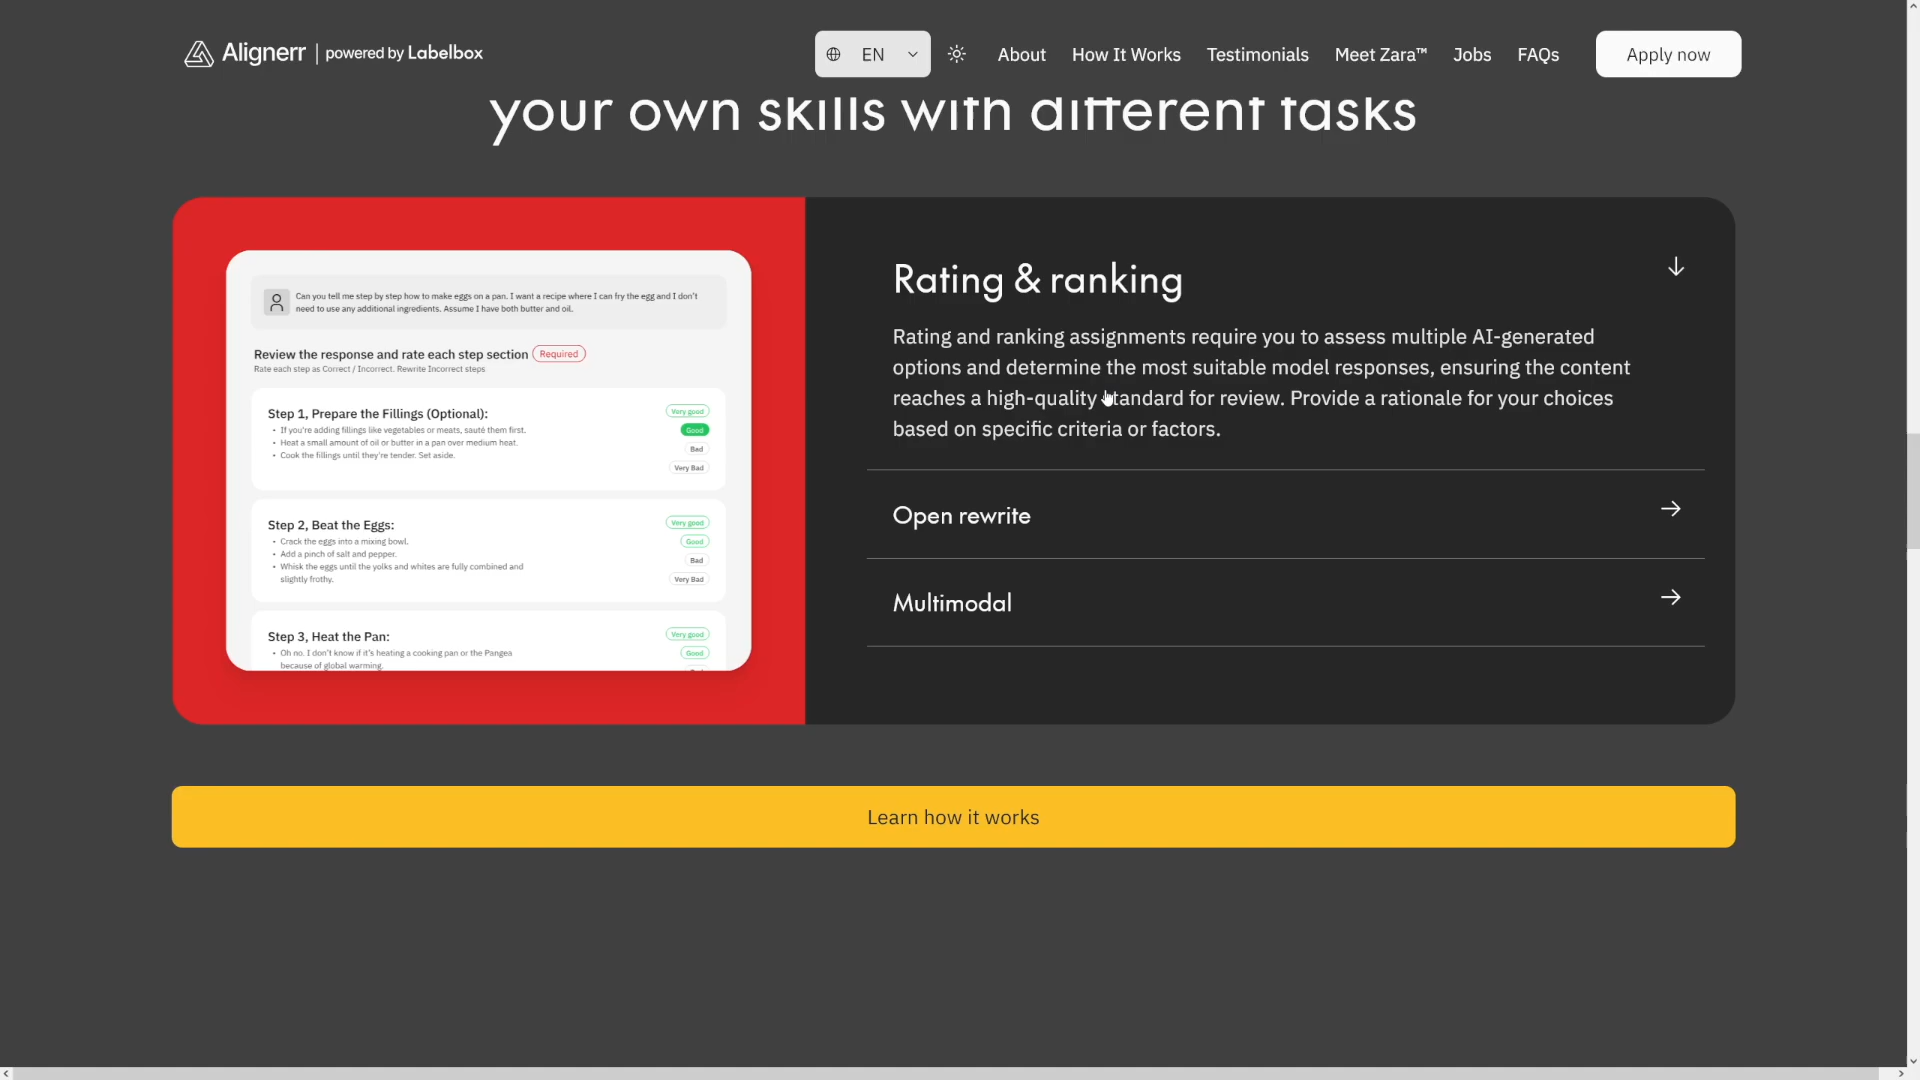 Alignerr | powered by Labelbox
EN
About
How It Works
Testimonials
Meet Zara™
Jobs
FAQs
Apply now
your own skills with different tasks
Can you tell me step by step how to make eggs on a pan. I want a recipe where I can fry the egg and I don't
need to use any additional ingredients. Assume I have both butter and oil.
Review the response and rate each step section Required
Rate each step as Correct / Incorrect. Rewrite Incorrect steps
Step 1, Prepare the Fillings (Optional):
• If you're adding fillings like vegetables or meats, sauté them first.
• Heat a small amount of oil or butter in a pan over medium heat.
• Cook the fillings until they're tender. Set aside.
Very good
Good
Bad
Very Bad
Step 2, Beat the Eggs:
• Crack the eggs into a mixing bowl.
• Add a pinch of salt and pepper.
• Whisk the eggs until the yolks and whites are fully combined and
slightly frothy.
Very good
Good
Bad
Very Bad
Step 3, Heat the Pan:
• Oh no. I don't know if it's heating a cooking pan or the Pangea
because of global warming.
Very good
Good
Rating & ranking
Rating and ranking assignments require you to assess multiple AI-generated
options and determine the most suitable model responses, ensuring the content
reaches a high-quality standard for review. Provide a rationale for your choices
based on specific criteria or factors.
Open rewrite
Multimodal
Learn how it works